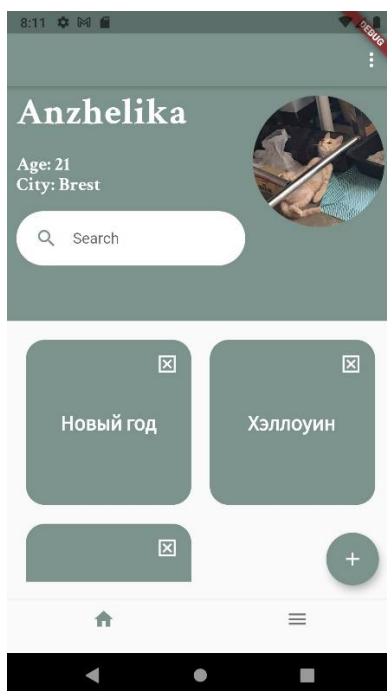 8:11
DEBUG
Anzhelika
Age: 21
City: Brest
Search
Новый год
Хэллоуин